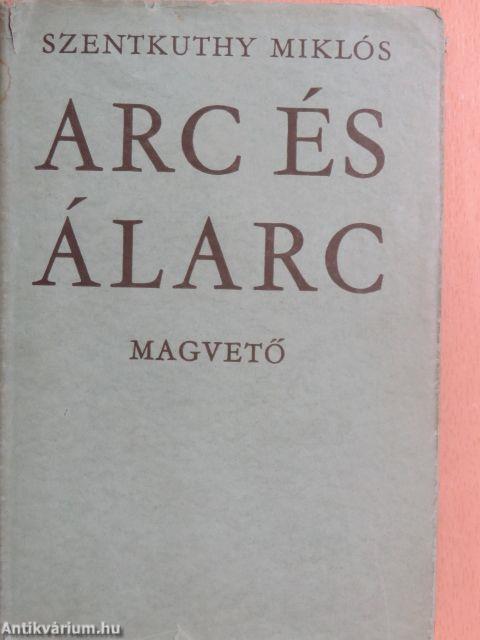 SZENTKUTHY MIKLÓS
ARC ÉS
ÁLARC
MAGVETŐ
Antikvárium.hu